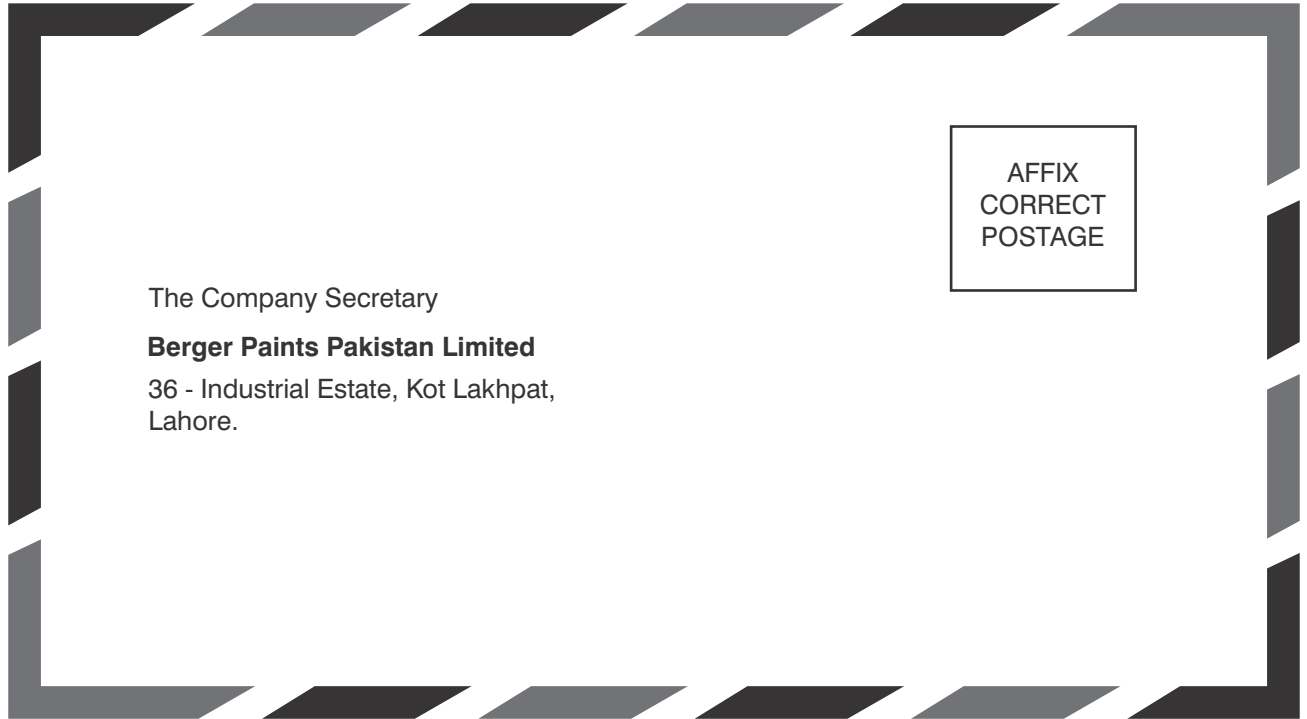 AFFIX
CORRECT
POSTAGE
The Company Secretary
Berger Paints Pakistan Limited
36 - Industrial Estate, Kot Lakhpat,
Lahore.